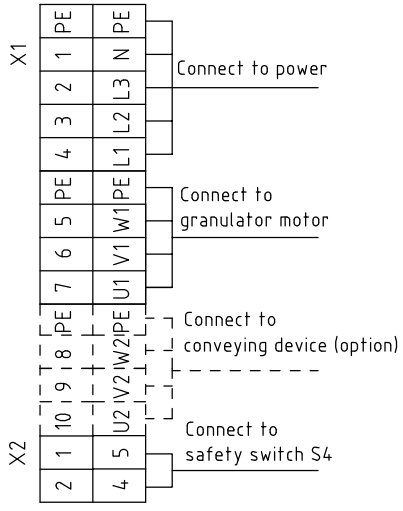 X1
PE PE
1 N
2 L3
3 L2
4 L1
Connect to power
PE PE
5 W1
6 V1
7 U1
Connect to
granulator motor
PE PE
8 W2
9 V2
10 U2
Connect to
conveying device (option)
X2
1 5
2 4
Connect to
safety switch S4